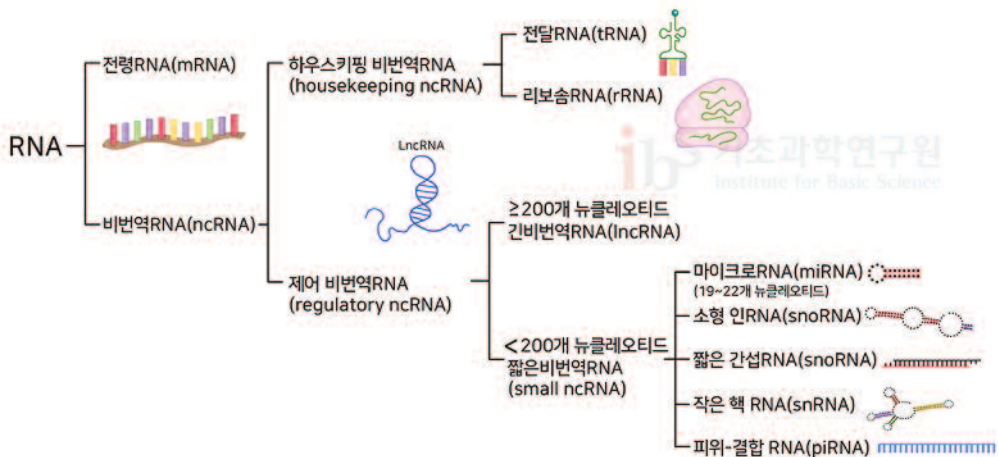 RNA
전령RNA(mRNA)
비번역RNA(ncRNA)
하우스키핑 비번역RNA
(housekeeping ncRNA)
전달RNA(tRNA)
리보솜RNA(rRNA)
LncRNA
제어 비번역RNA
(regulatory ncRNA)
≥200개 뉴클레오티드
긴비번역RNA(lncRNA)
<200개 뉴클레오티드
짧은비번역RNA
(small ncRNA)
마이크로RNA(miRNA)
(19~22개 뉴클레오티드)
소형 인RNA(snoRNA)
짧은 간섭RNA(snoRNA)
작은 핵 RNA(snRNA)
피위-결합 RNA(piRNA)
ibS 기초과학연구원
Institute for Basic Science